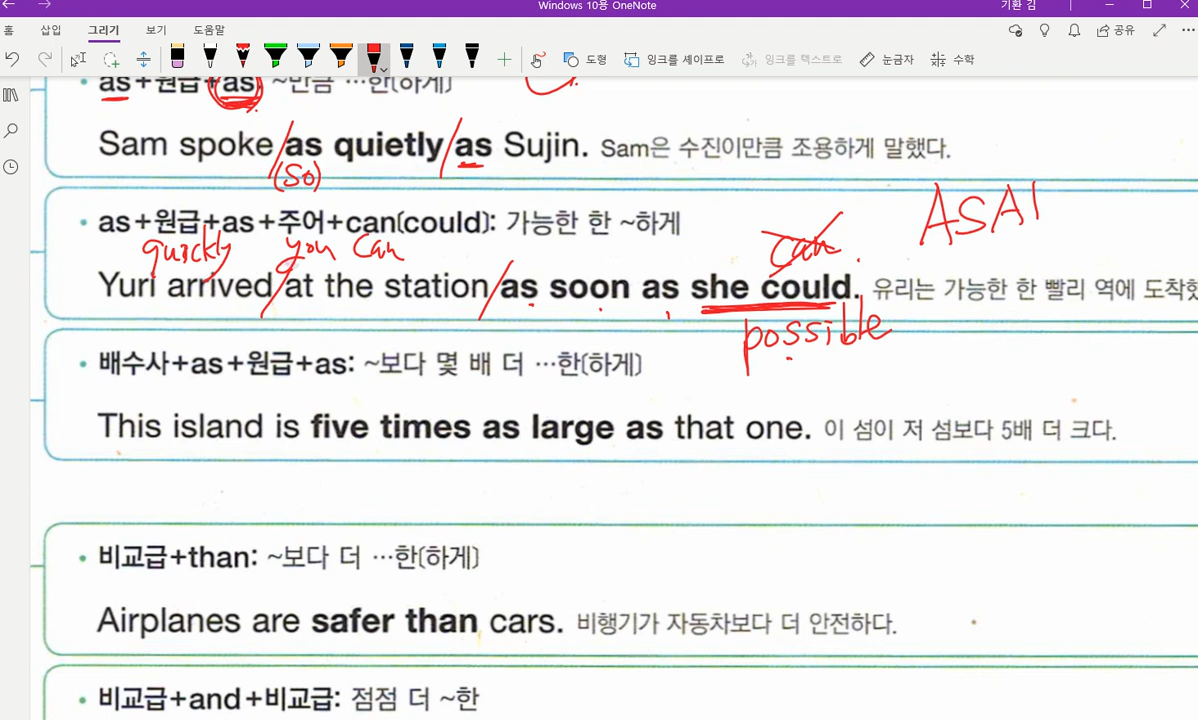 Windows 10용 OneNote
기환 김
홈 삽입 그리기 보기 도움말
공유
도형 잉크를 셰이프로 잉크를 텍스트로 눈금자 수학
as+원급+as: ~만큼 …한(하게)
Sam spoke as quietly as Sujin. Sam은 수진이만큼 조용하게 말했다.
(so)
ASAP
as+원급+as+주어+can(could): 가능한 한 ~하게
quickly you can can
Yuri arrived at the station as soon as she could. 유리는 가능한 한 빨리 역에 도착했
possible
배수사+as+원급+as: ~보다 몇 배 더 …한(하게)
This island is five times as large as that one. 이 섬이 저 섬보다 5배 더 크다.
비교급+than: ~보다 더 …한(하게)
Airplanes are safer than cars. 비행기가 자동차보다 더 안전하다.
비교급+and+비교급: 점점 더 ~한